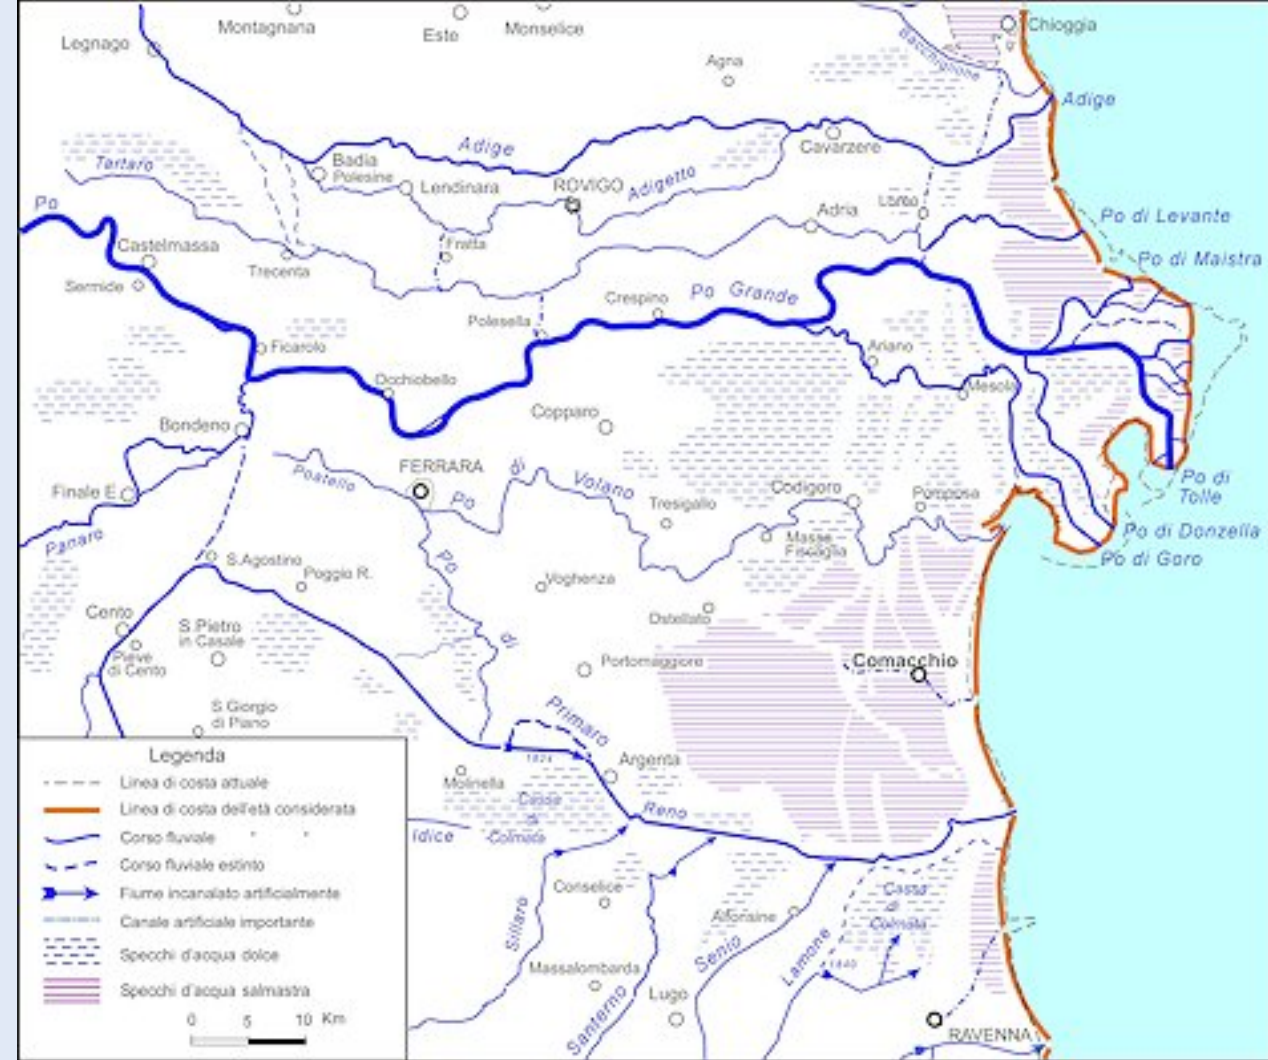 Montagnana
Este
Monselice
Chioggia
Legnago
Bacchiglione
Agna
Adige
Cavarzere
Adige
Tartaro
Badia
Polesine
Lendinara
ROVIGO
Adigetto
Po
Adria
Loreo
Po di Levante
Castelmassa
Fratta
Po di Maistra
Trecenta
Sermide
Crespino
Po Grande
Polesella
Ficarolo
Ariano
Occhiobello
Mesola
Copparo
Bondeno
FERRARA
Poatello
Po
di
Volano
Finale E.
Codigoro
Pomposa
Po di
Tolle
Tresigallo
Panaro
Massa
Fiscaglia
Po di Donzella
Po di Goro
S.Agostino
Poggio R.
Po
di
Voghenza
Cento
Ostellato
S.Pietro
in Casale
Pieve
di Cento
Portomaggiore
Comacchio
S.Giorgio
di Piano
Primaro
1824
Argenta
Molinella
Cassa
di
Colmata
Reno
Idice
Conselice
Cassa
di
Colmata
Alfonsine
Sillaro
Senio
Lamone
1840
Massalombarda
Lugo
Santerno
RAVENNA
Legenda
Linea di costa attuale
Linea di costa dell'età considerata
Corso fluviale " "
Corso fluviale estinto
Fiume incanalato artificialmente
Canale artificiale importante
Specchi d'acqua dolce
Specchi d'acqua salmastra
0 5 10 Km